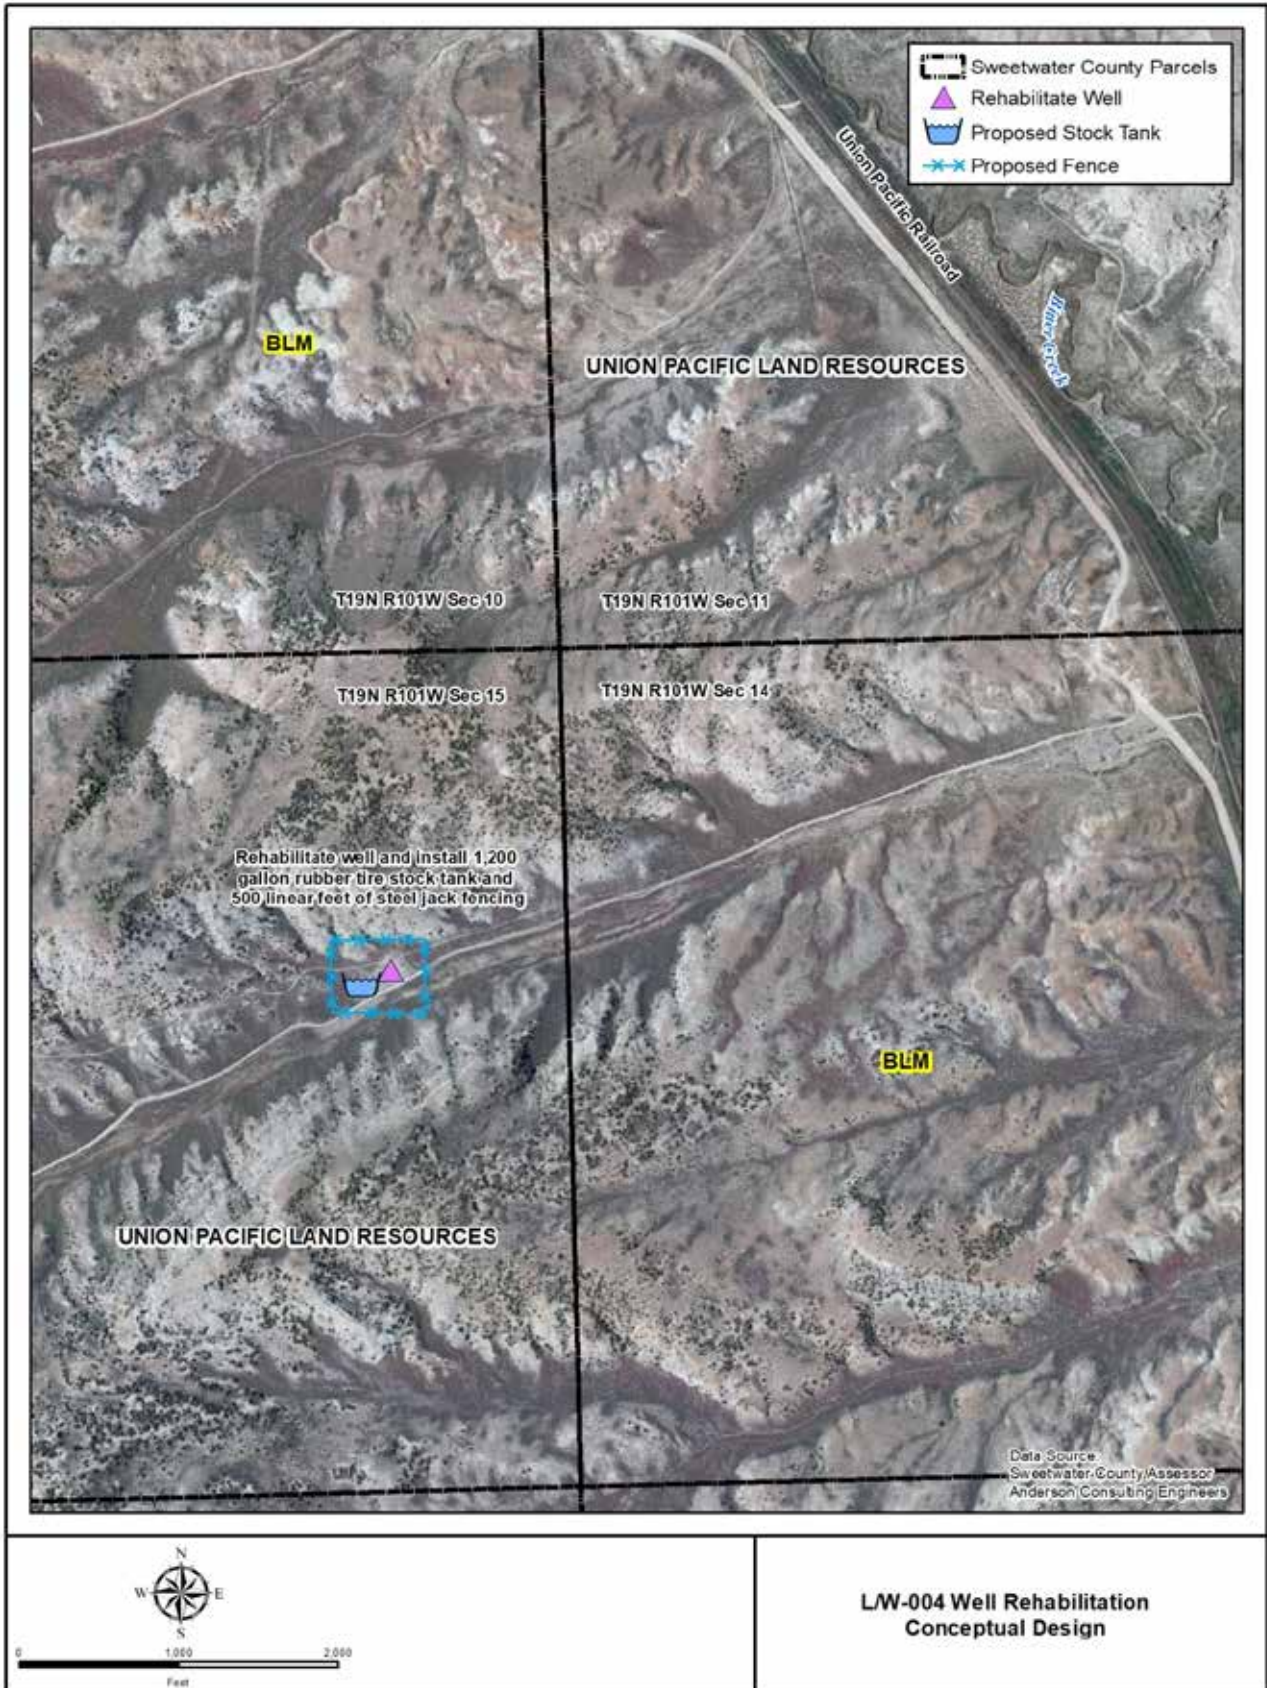 Sweetwater County Parcels
Rehabilitate Well
Proposed Stock Tank
Proposed Fence
Union Pacific Railroad
Bitter Creek
BLM
UNION PACIFIC LAND RESOURCES
T19N R101W Sec 10
T19N R101W Sec 11
T19N R101W Sec 15
T19N R101W Sec 14
Rehabilitate well and install 1,200
gallon rubber tire stock tank and
500 linear feet of steel jack fencing
BLM
UNION PACIFIC LAND RESOURCES
Data Source:
Sweetwater County Assessor
Anderson Consulting Engineers
N
W E
S
0 1,000 2,000
Feet
L/W-004 Well Rehabilitation
Conceptual Design